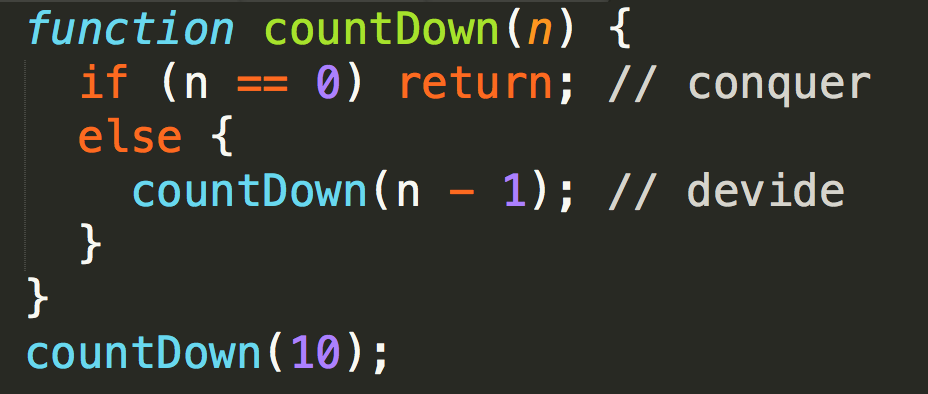 function countDown(n) {
if (n == 0) return; // conquer
else {
countDown(n - 1); // devide
}
}
countDown(10);